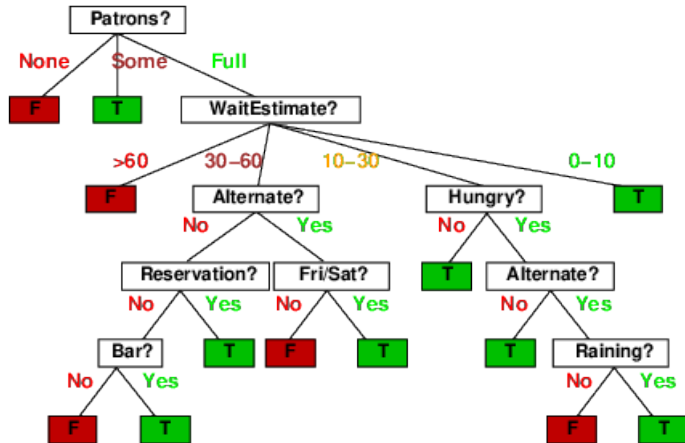 Patrons?
None Some Full
F T WaitEstimate?
>60 30−60 10−30 0−10
F Alternate? Hungry? T
No Yes No Yes
Reservation? Fri/Sat? T Alternate?
No Yes No Yes No Yes
Bar? T F T T Raining?
No Yes No Yes
F T F T